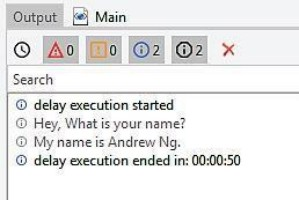 Output Main
0 0 2 2
Search
delay execution started
Hey, What is your name?
My name is Andrew Ng.
delay execution ended in: 00:00:50